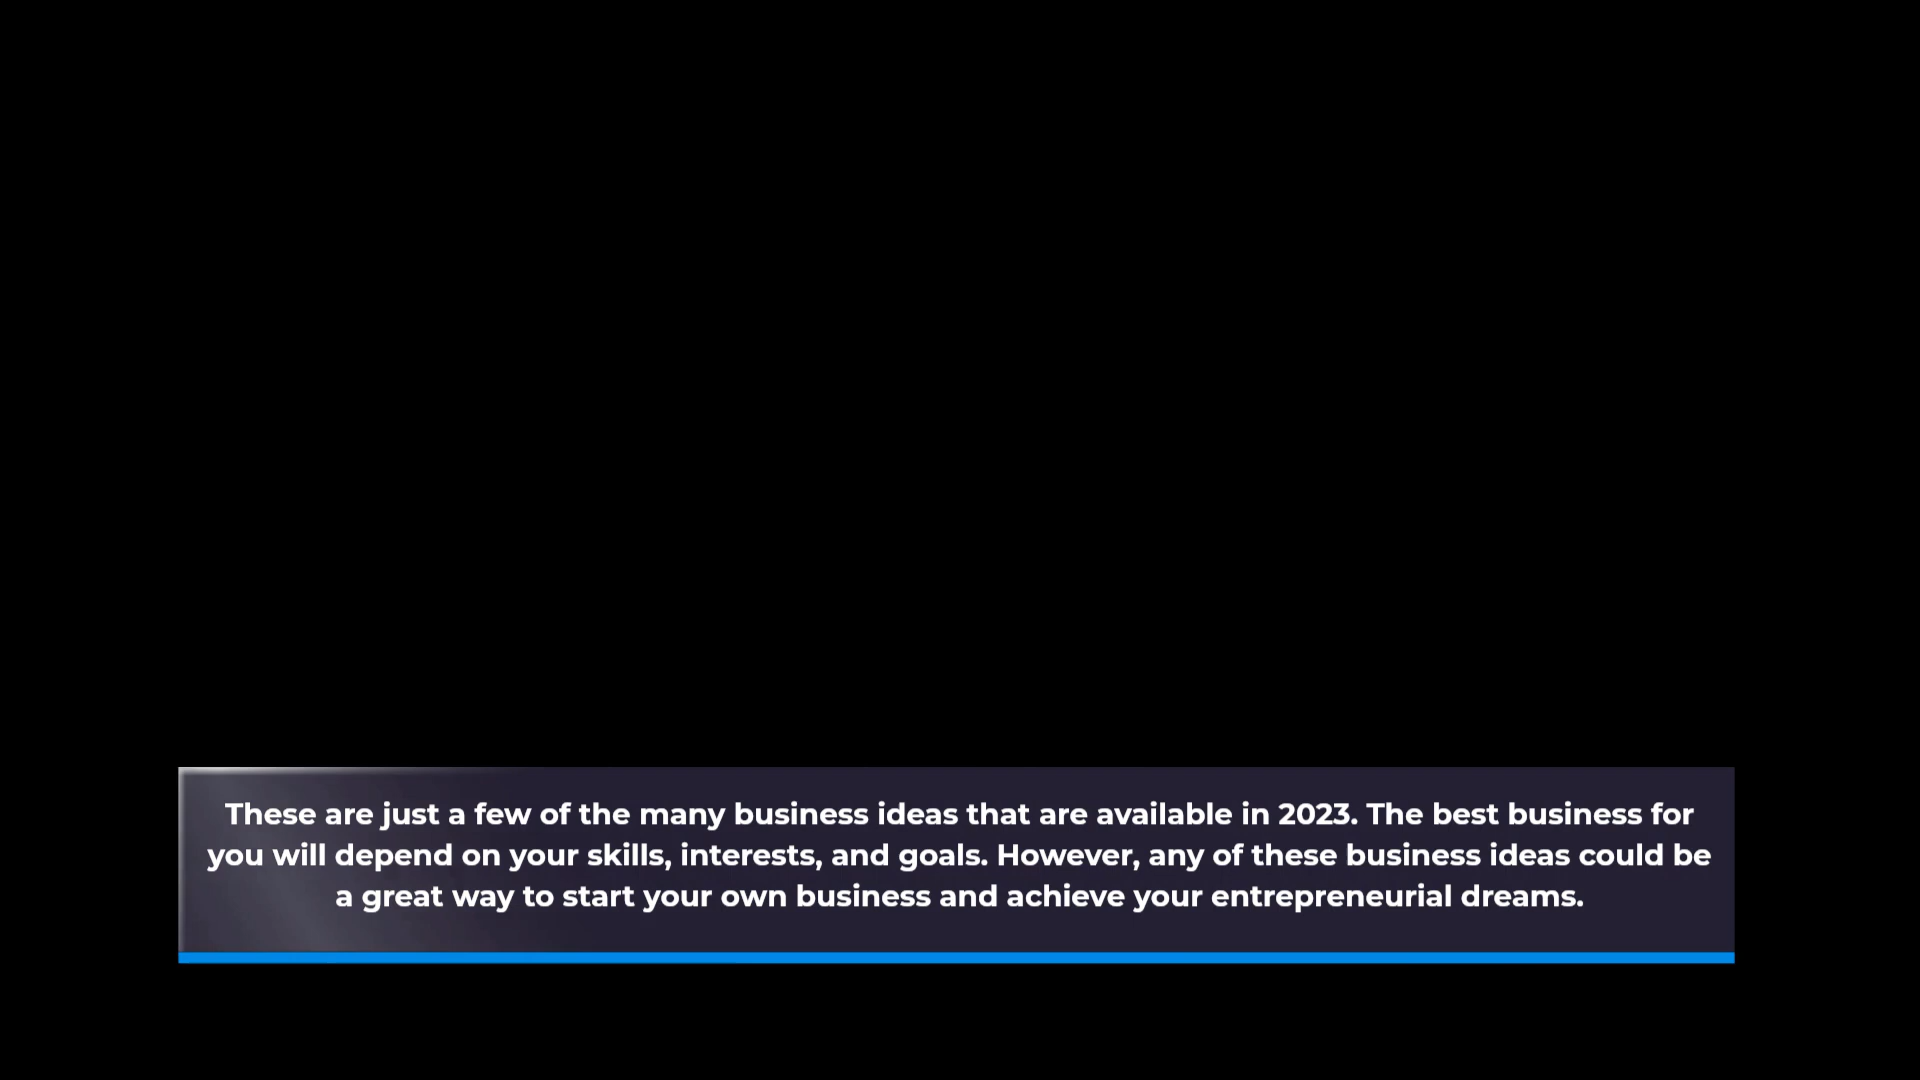 These are just a few of the many business ideas that are available in 2023. The best business for
you will depend on your skills, interests, and goals. However, any of these business ideas could be
a great way to start your own business and achieve your entrepreneurial dreams.